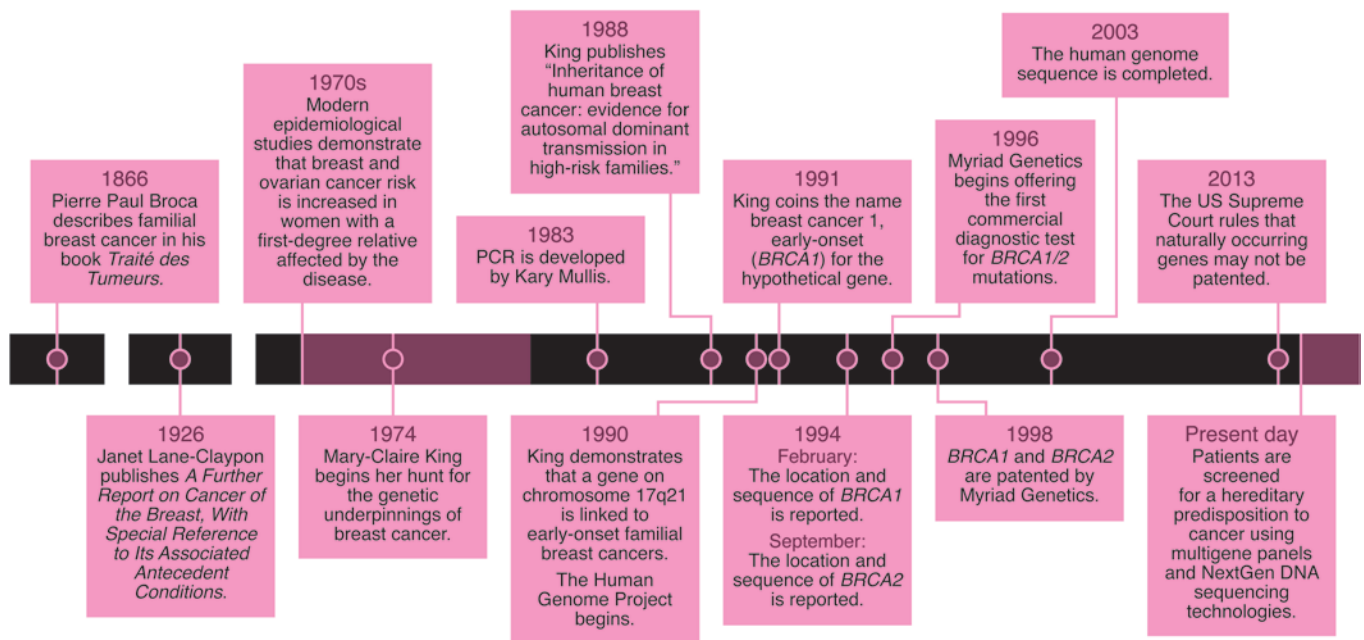 1866
Pierre Paul Broca
describes familial
breast cancer in his
book Traité des
Tumeurs.
1926
Janet Lane-Claypon
publishes A Further
Report on Cancer of
the Breast, With
Special Reference
to Its Associated
Antecedent
Conditions.
1970s
Modern
epidemiological
studies demonstrate
that breast and
ovarian cancer risk
is increased in
women with a
first-degree relative
affected by the
disease.
1974
Mary-Claire King
begins her hunt for
the genetic
underpinnings of
breast cancer.
1983
PCR is developed
by Kary Mullis.
1988
King publishes
“Inheritance of
human breast
cancer: evidence for
autosomal dominant
transmission in
high-risk families.”
1990
King demonstrates
that a gene on
chromosome 17q21
is linked to
early-onset familial
breast cancers.
The Human
Genome Project
begins.
1991
King coins the name
breast cancer 1,
early-onset
(BRCA1) for the
hypothetical gene.
1994
February:
The location and
sequence of BRCA1
is reported.
September:
The location and
sequence of BRCA2
is reported.
1996
Myriad Genetics
begins offering
the first
commercial
diagnostic test
for BRCA1/2
mutations.
1998
BRCA1 and BRCA2
are patented by
Myriad Genetics.
2003
The human genome
sequence is completed.
2013
The US Supreme
Court rules that
naturally occurring
genes may not be
patented.
Present day
Patients are
screened
for a hereditary
predisposition to
cancer using
multigene panels
and NextGen DNA
sequencing
technologies.